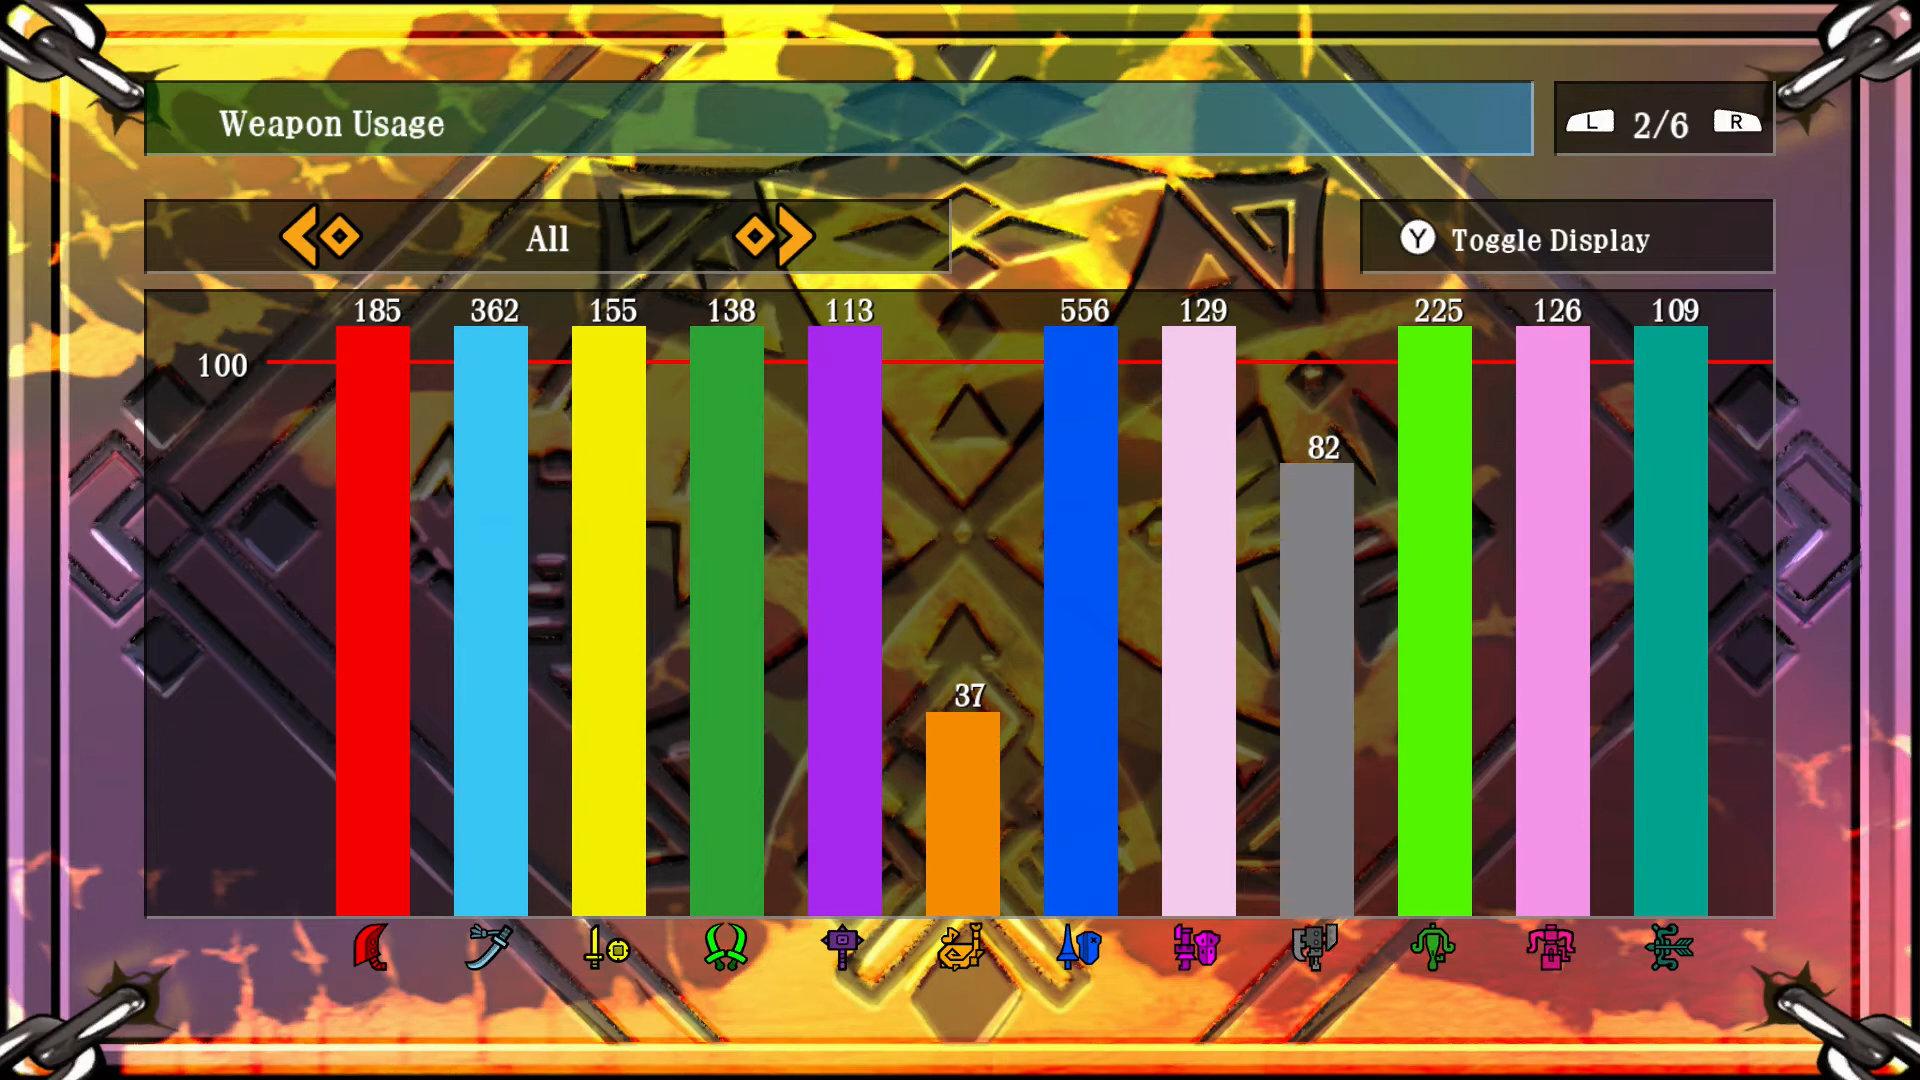 Weapon Usage
L 2/6 R
All
Y Toggle Display
185 362 155 138 113 556 129 225 126 109
100
82
37